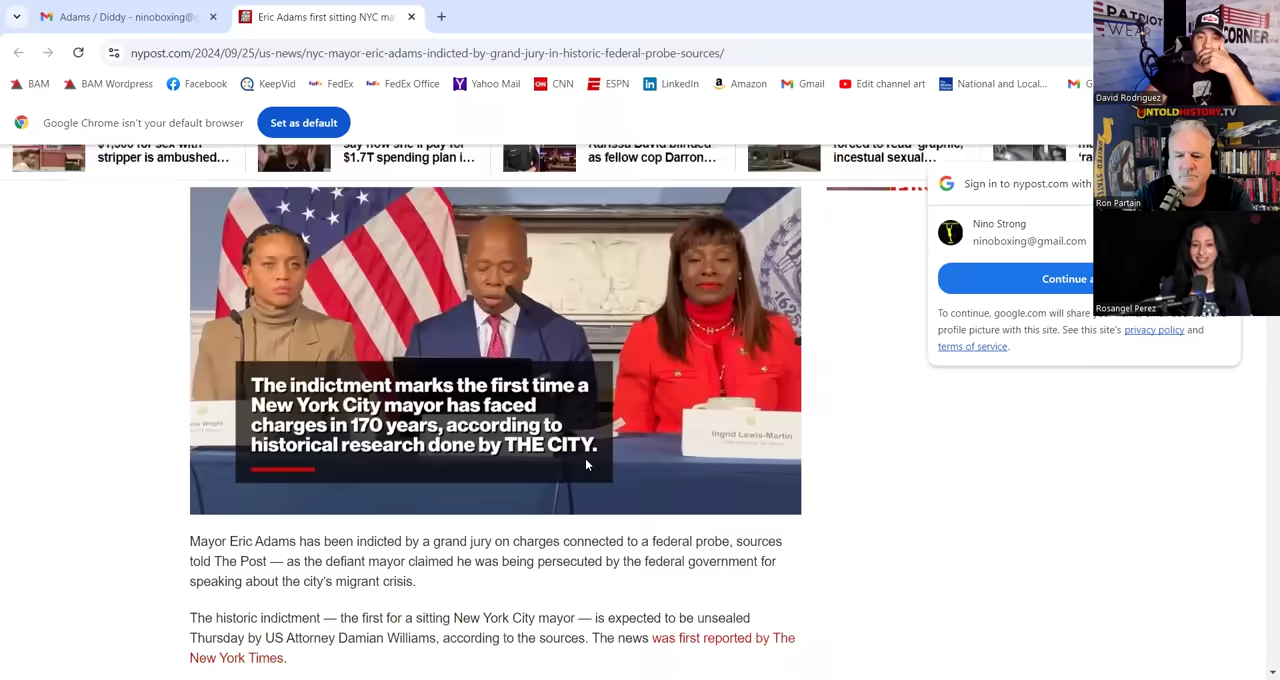 Adams / Diddy - ninoboxing@g
Eric Adams first sitting NYC ma
nypost.com/2024/09/25/us-news/nyc-mayor-eric-adams-indicted-by-grand-jury-in-historic-federal-probe-sources/
BAM
BAM Wordpress
Facebook
KeepVid
FedEx
FedEx Office
Yahoo Mail
CNN
ESPN
LinkedIn
Amazon
Gmail
Edit channel art
National and Local...
G
Google Chrome isn't your default browser
Set as default
stripper is ambushed...
$1.7T spending plan i...
as fellow cop Darron...
incestual sexual...
Sign in to nypost.com with
Nino Strong
ninoboxing@gmail.com
Continue a
To continue, google.com will share
profile picture with this site. See this site's privacy policy and
terms of service.
PATRIOT
WEAR
CORNER
David Rodriguez
UNTOLDHISTORY.TV
Ron Partain
Rosangel Perez
The indictment marks the first time a
New York City mayor has faced
charges in 170 years, according to
historical research done by THE CITY.
Wright
Ingrid Lewis-Martin
Mayor Eric Adams has been indicted by a grand jury on charges connected to a federal probe, sources
told The Post — as the defiant mayor claimed he was being persecuted by the federal government for
speaking about the city's migrant crisis.
The historic indictment — the first for a sitting New York City mayor — is expected to be unsealed
Thursday by US Attorney Damian Williams, according to the sources. The news was first reported by The
New York Times.